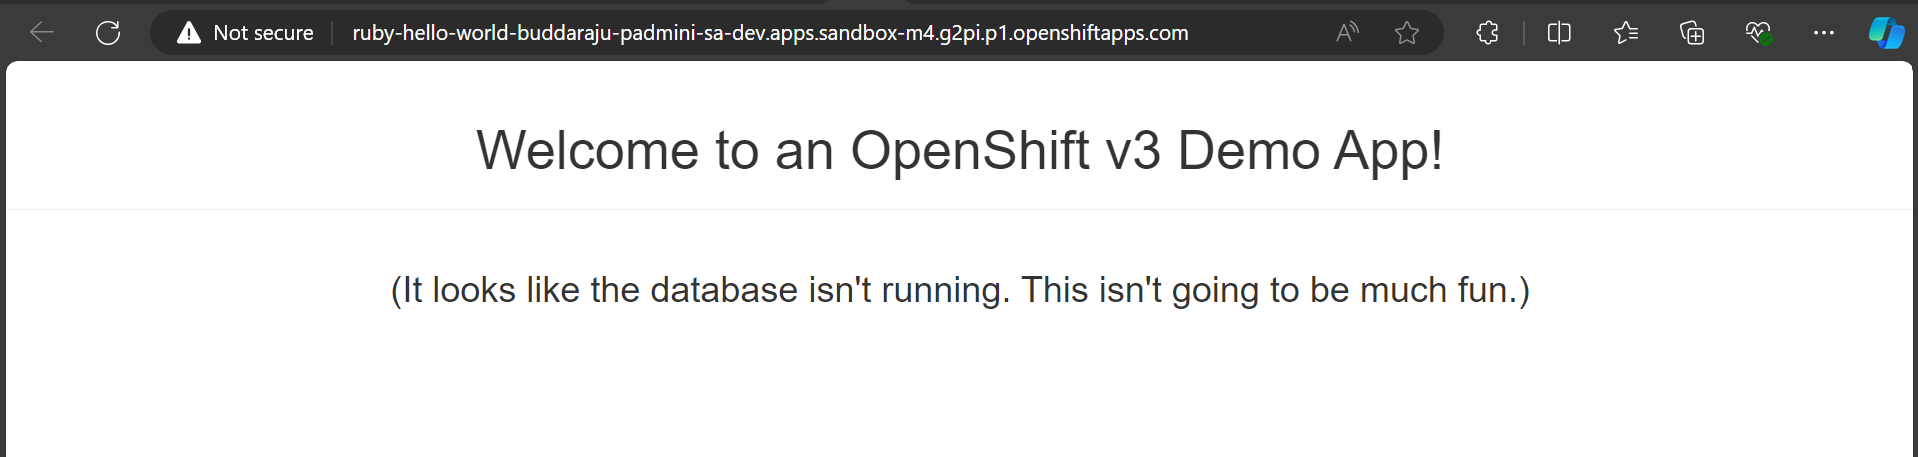 Not secure ruby-hello-world-buddaraju-padmini-sa-dev.apps.sandbox-m4.g2pi.p1.openshiftapps.com
Welcome to an OpenShift v3 Demo App!
(It looks like the database isn't running. This isn't going to be much fun.)